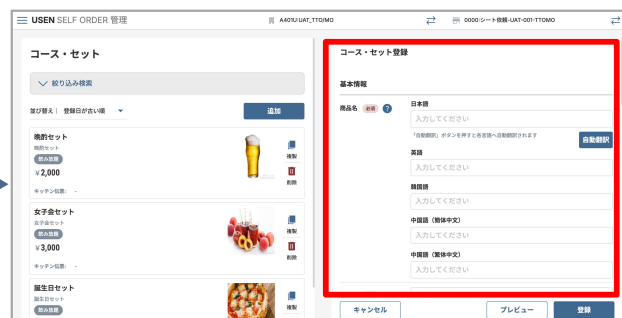 USEN SELF ORDER 管理
A401U:UAT_TTO/MO
0000:シート依頼-UAT-001-TTOMO
コース・セット
絞り込み検索
並び替え 登録日が古い順
追加
晩酌セット
晩酌セット
飲み放題
¥2,000
キッチン伝票: -
複製
削除
女子会セット
女子会セット
飲み放題
¥3,000
キッチン伝票: -
複製
削除
誕生日セット
誕生日セット
飲み放題
複製
コース・セット登録
基本情報
商品名 必須 ?
日本語
入力してください
「自動翻訳」ボタンを押すと各言語へ自動翻訳されます
自動翻訳
英語
入力してください
韓国語
入力してください
中国語（簡体中文）
入力してください
中国語（繁体中文）
入力してください
キャンセル
プレビュー
登録